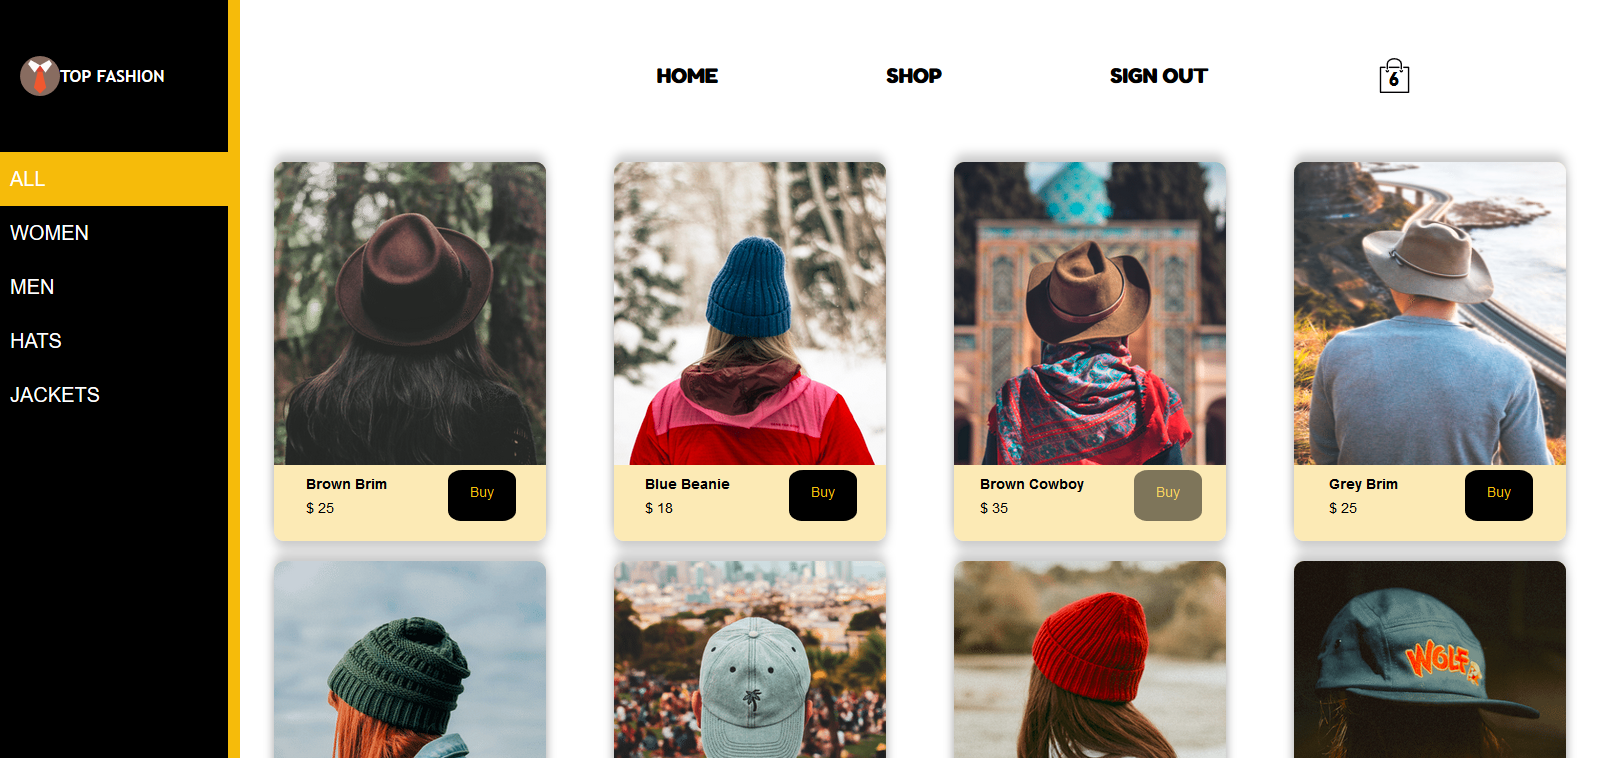 TOP FASHION
HOME
SHOP
SIGN OUT
6
ALL
WOMEN
MEN
HATS
JACKETS
Brown Brim
$ 25
Buy
Blue Beanie
$ 18
Buy
Brown Cowboy
$ 35
Buy
Grey Brim
$ 25
Buy
WOLF